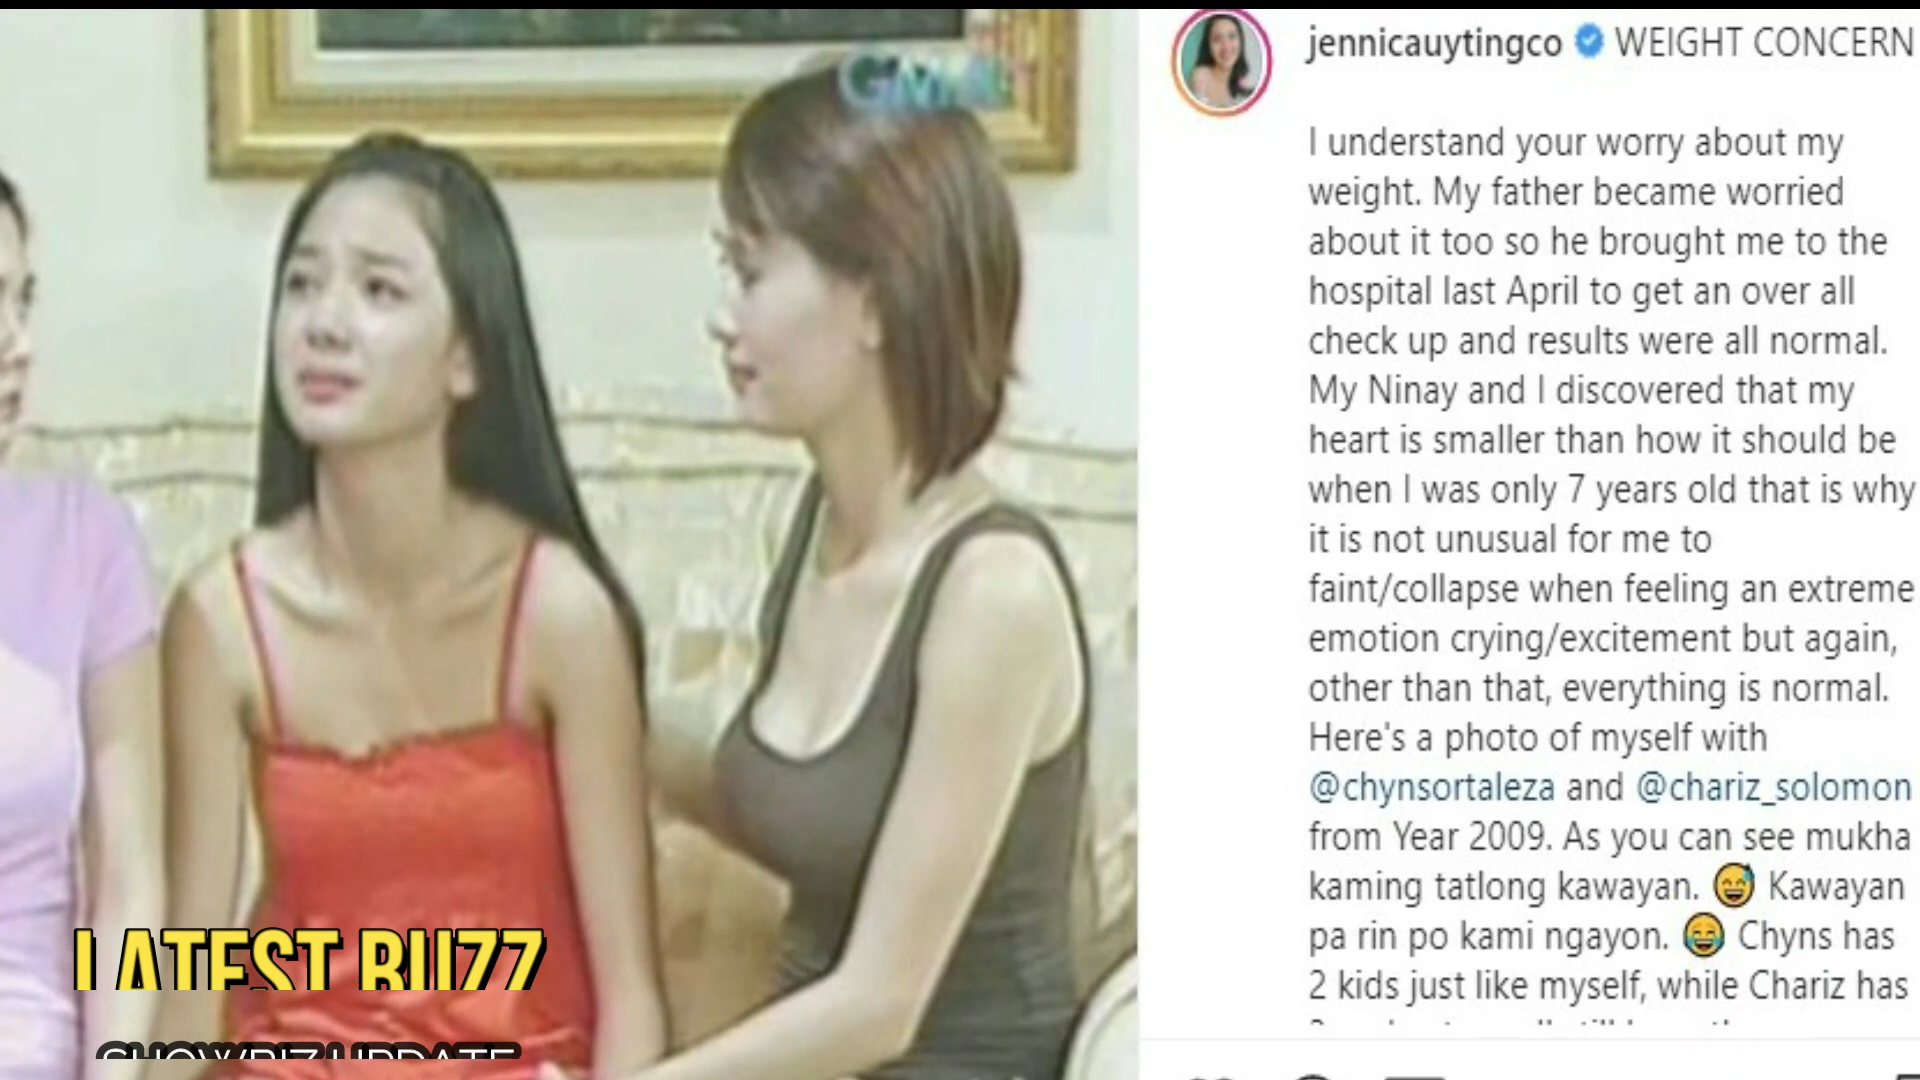 GMA
jennicauytingco WEIGHT CONCERN
I understand your worry about my
weight. My father became worried
about it too so he brought me to the
hospital last April to get an over all
check up and results were all normal.
My Ninay and I discovered that my
heart is smaller than how it should be
when I was only 7 years old that is why
it is not unusual for me to
faint/collapse when feeling an extreme
emotion crying/excitement but again,
other than that, everything is normal.
Here's a photo of myself with
@chynsortaleza and @chariz_solomon
from Year 2009. As you can see mukha
kaming tatlong kawayan. 😅 Kawayan
pa rin po kami ngayon. 😂 Chyns has
2 kids just like myself, while Chariz has
LATEST BUZZ
SHOWBIZ UPDATE